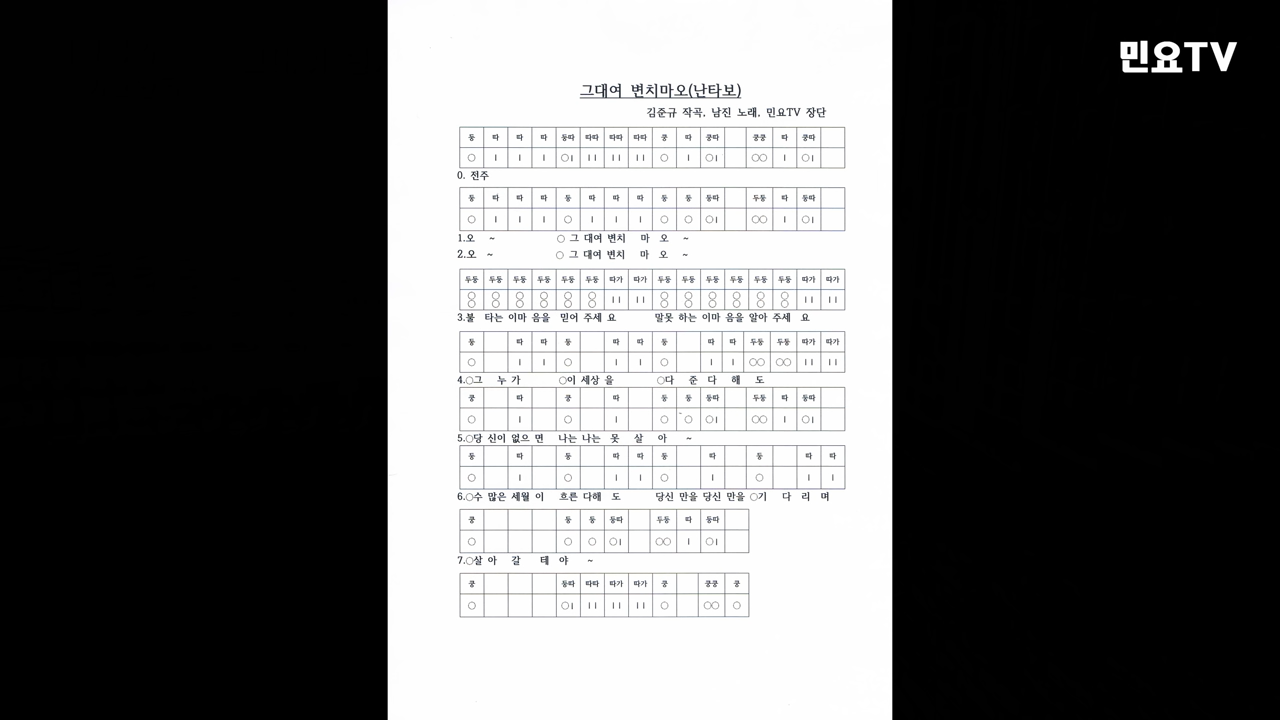 민요TV
그대여 변치마오(난타보)
김준규 작곡, 남진 노래, 민요TV 장단
둥 따 따 따 둥따 따따 따따 따따 쿵 따 쿵따 쿵쿵 따 쿵따
○ ㅣ ㅣ ㅣ ○ㅣ ㅣㅣ ㅣㅣ ㅣㅣ ○ ㅣ ○ㅣ ○○ ㅣ ○ㅣ
0. 전주
둥 따 따 따 둥 따 따 따 둥 둥 둥따 두둥 따 둥따
○ ㅣ ㅣ ㅣ ○ ㅣ ㅣ ㅣ ○ ○ ○ㅣ ○○ ㅣ ○ㅣ
1.오 ~ ○ 그 대여 변치 마 오 ~
2.오 ~ ○ 그 대여 변치 마 오 ~
두둥 두둥 두둥 두둥 두둥 두둥 따가 따가 두둥 두둥 두둥 두둥 두둥 두둥 따가 따가
○○ ○○ ○○ ○○ ○○ ○○ ㅣㅣ ㅣㅣ ○○ ○○ ○○ ○○ ○○ ○○ ㅣㅣ ㅣㅣ
3.불 타는 이마 음을 믿어 주세 요 말못 하는 이마 음을 알아 주세 요
둥 따 따 둥 따 따 둥 따 따 두둥 두둥 따가 따가
○ ㅣ ㅣ ○ ㅣ ㅣ ○ ㅣ ㅣ ○○ ○○ ㅣㅣ ㅣㅣ
4.○그 누 가 ○이 세상 을 ○다 준 다 해 도
쿵 따 쿵 따 둥 둥 둥따 두둥 따 둥따
○ ㅣ ○ ㅣ ○ ○ ○ㅣ ○○ ㅣ ○ㅣ
5.○당 신이 없으 면 나는 나는 못 살 아 ~
둥 따 둥 따 따 둥 따 둥 따 따
○ ㅣ ○ ㅣ ㅣ ○ ㅣ ○ ㅣ ㅣ
6.○수 많은 세월 이 흐른 다해 도 당신 만을 당신 만을 ○기 다 리 며
쿵 둥 둥 둥따 두둥 따 둥따
○ ○ ○ ○ㅣ ○○ ㅣ ○ㅣ
7.○살 아 갈 테 야 ~
쿵 둥따 따따 따가 따가 쿵 쿵쿵 쿵
○ ○ㅣ ㅣㅣ ㅣㅣ ㅣㅣ ○ ○○ ○